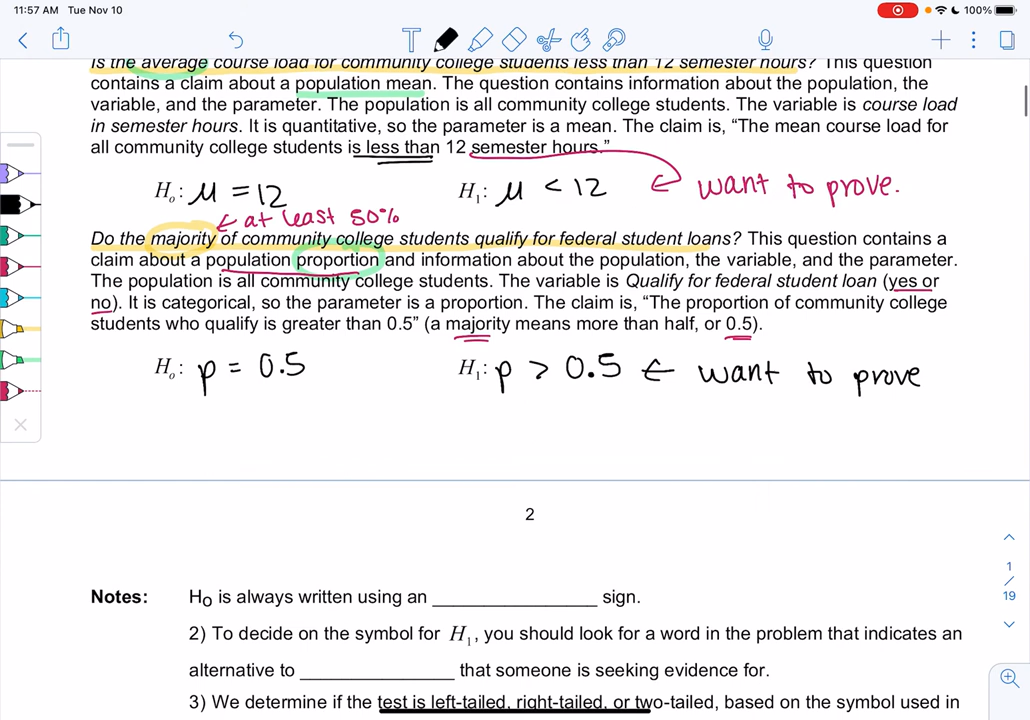 11:57 AM Tue Nov 10
100%
Is the average course load for community college students less than 12 semester hours? This question
contains a claim about a population mean. The question contains information about the population, the
variable, and the parameter. The population is all community college students. The variable is course load
in semester hours. It is quantitative, so the parameter is a mean. The claim is, “The mean course load for
all community college students is less than 12 semester hours.”
H₀: μ = 12 H₁: μ < 12 ← want to prove.
← at least 50%
Do the majority of community college students qualify for federal student loans? This question contains a
claim about a population proportion and information about the population, the variable, and the parameter.
The population is all community college students. The variable is Qualify for federal student loan (yes or
no). It is categorical, so the parameter is a proportion. The claim is, “The proportion of community college
students who qualify is greater than 0.5” (a majority means more than half, or 0.5).
H₀: p = 0.5 H₁: p > 0.5 ← want to prove
2
Notes: H₀ is always written using an _________________ sign.
2) To decide on the symbol for H₁, you should look for a word in the problem that indicates an
alternative to ________________ that someone is seeking evidence for.
3) We determine if the test is left-tailed, right-tailed, or two-tailed, based on the symbol used in
1
/
19